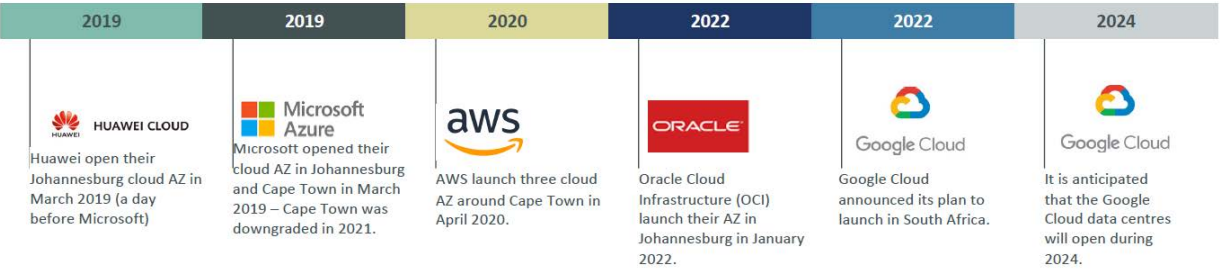 2019
2019
2020
2022
2022
2024
HUAWEI
HUAWEI CLOUD
Huawei open their
Johannesburg cloud AZ in
March 2019 (a day
before Microsoft)
Microsoft
Azure
Microsoft opened their
cloud AZ in Johannesburg
and Cape Town in March
2019 – Cape Town was
downgraded in 2021.
aws
AWS launch three cloud
AZ around Cape Town in
April 2020.
ORACLE
Oracle Cloud
Infrastructure (OCI)
launch their AZ in
Johannesburg in January
2022.
Google Cloud
Google Cloud
announced its plan to
launch in South Africa.
Google Cloud
It is anticipated
that the Google
Cloud data centres
will open during
2024.